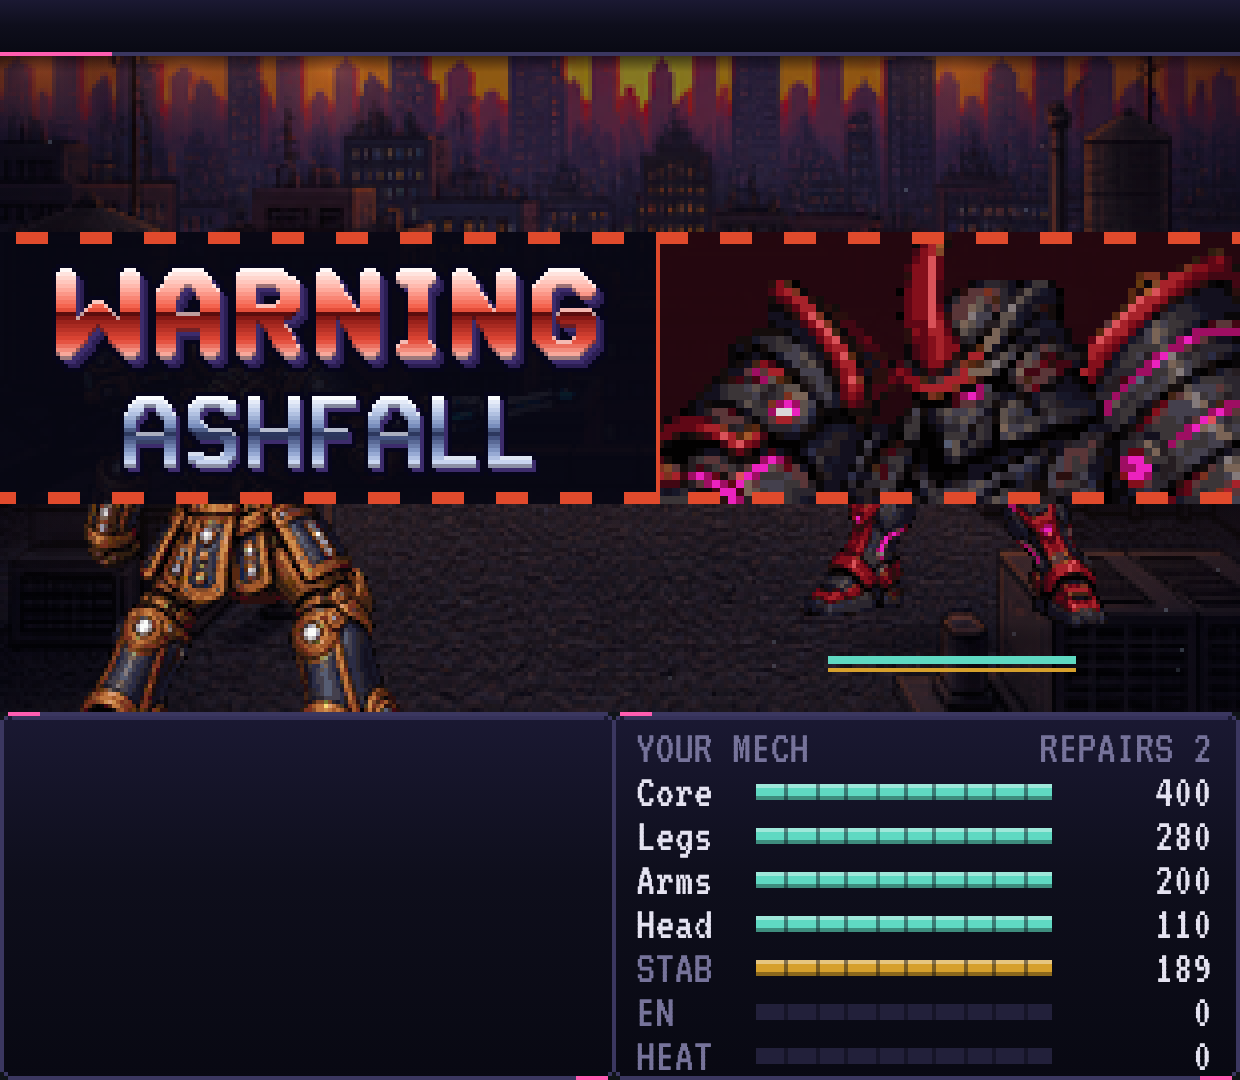 WARNING
ASHFALL
YOUR MECH REPAIRS 2
Core 400
Legs 280
Arms 200
Head 110
STAB 189
EN 0
HEAT 0